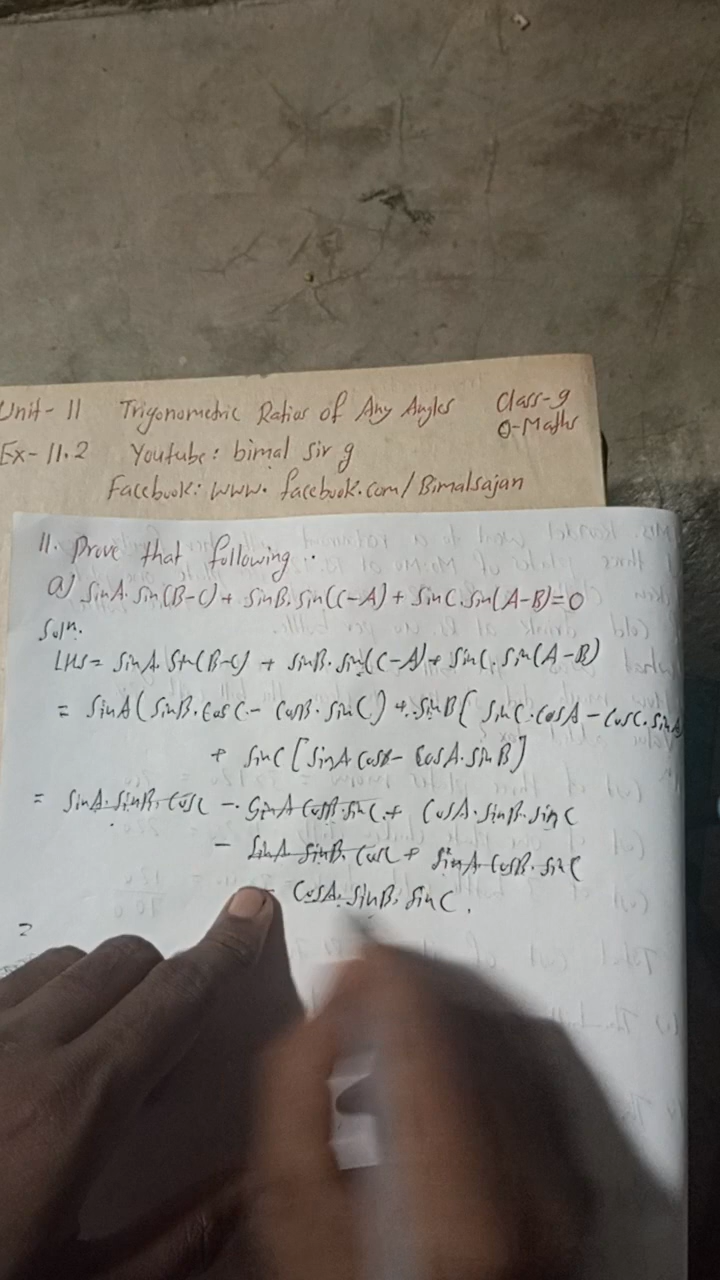 Unit- 11 Trigonometric Ratios of Any Angles Class-9
Ex- 11.2 Youtube: bimal sir g O-Maths
Facebook: www. facebook.com/Bimalsajan
11. Prove that following..
a) SinA. Sin(B-C) + SinB. Sin(C-A) + SinC. Sin(A-B)=0
Soln.
LHS= SinA. Sin(B-C) + SinB. Sin(C-A) + SinC. Sin(A-B)
= SinA(SinB. CosC - CosB. SinC) + SinB[SinC. CosA - CosC. SinA
+ SinC[SinA CosB - CosA. SinB]
= SinA. SinB. CosC - SinA CosB. SinC + CosA. SinB. SinC
- SinA SinB. CosC + SinA CosB. SinC
- CosA. SinB. SinC.
=